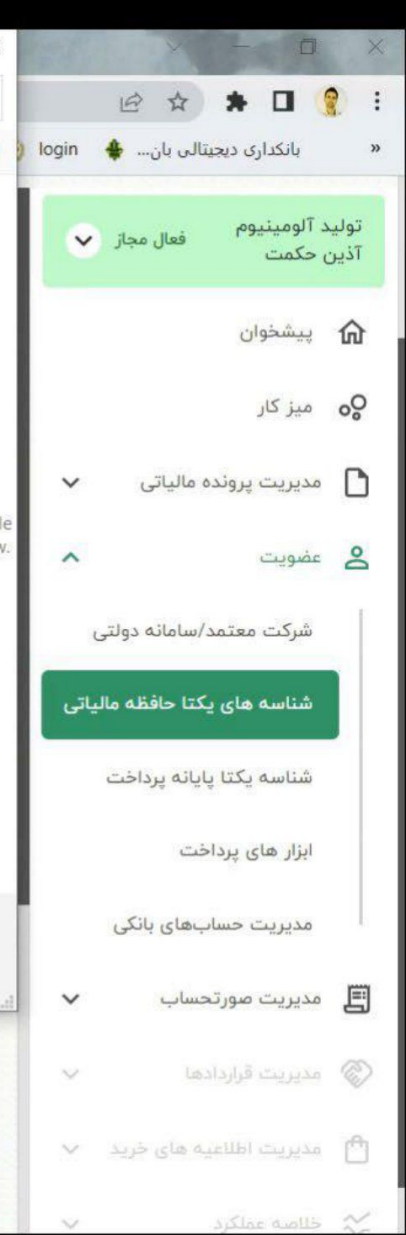 login
بانکداری دیجیتالی بان...
»
تولید آلومینیوم
آذین حکمت
فعال مجاز
پیشخوان
میز کار
مدیریت پرونده مالیاتی
عضویت
شرکت معتمد/سامانه دولتی
شناسه های یکتا حافظه مالیاتی
شناسه یکتا پایانه پرداخت
ابزار های پرداخت
مدیریت حساب‌های بانکی
مدیریت صورتحساب
مدیریت قراردادها
مدیریت اطلاعیه های خرید
خلاصه عملکرد